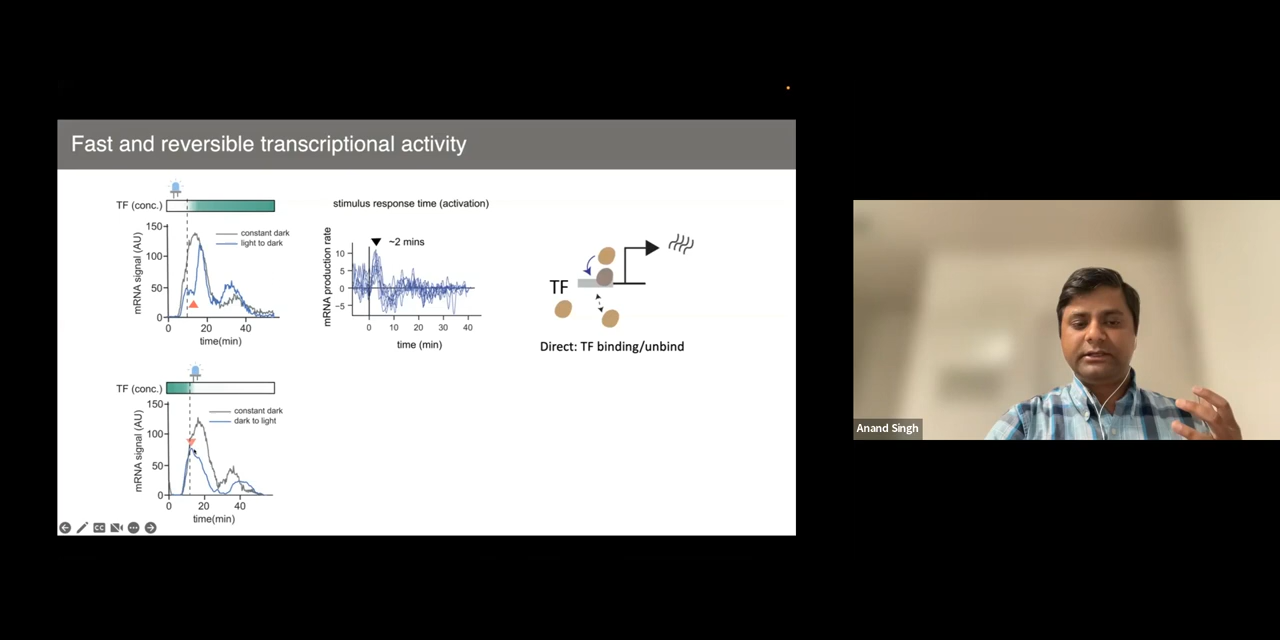 Fast and reversible transcriptional activity
TF (conc.)
150
100
50
0
mRNA signal (AU)
constant dark
light to dark
0 20 40
time(min)
stimulus response time (activation)
~2 mins
mRNA production rate
10
5
0
−5
0 10 20 30 40
time (min)
TF
Direct: TF binding/unbind
TF (conc.)
150
100
50
0
mRNA signal (AU)
constant dark
dark to light
0 20 40
time(min)
CC
Anand Singh